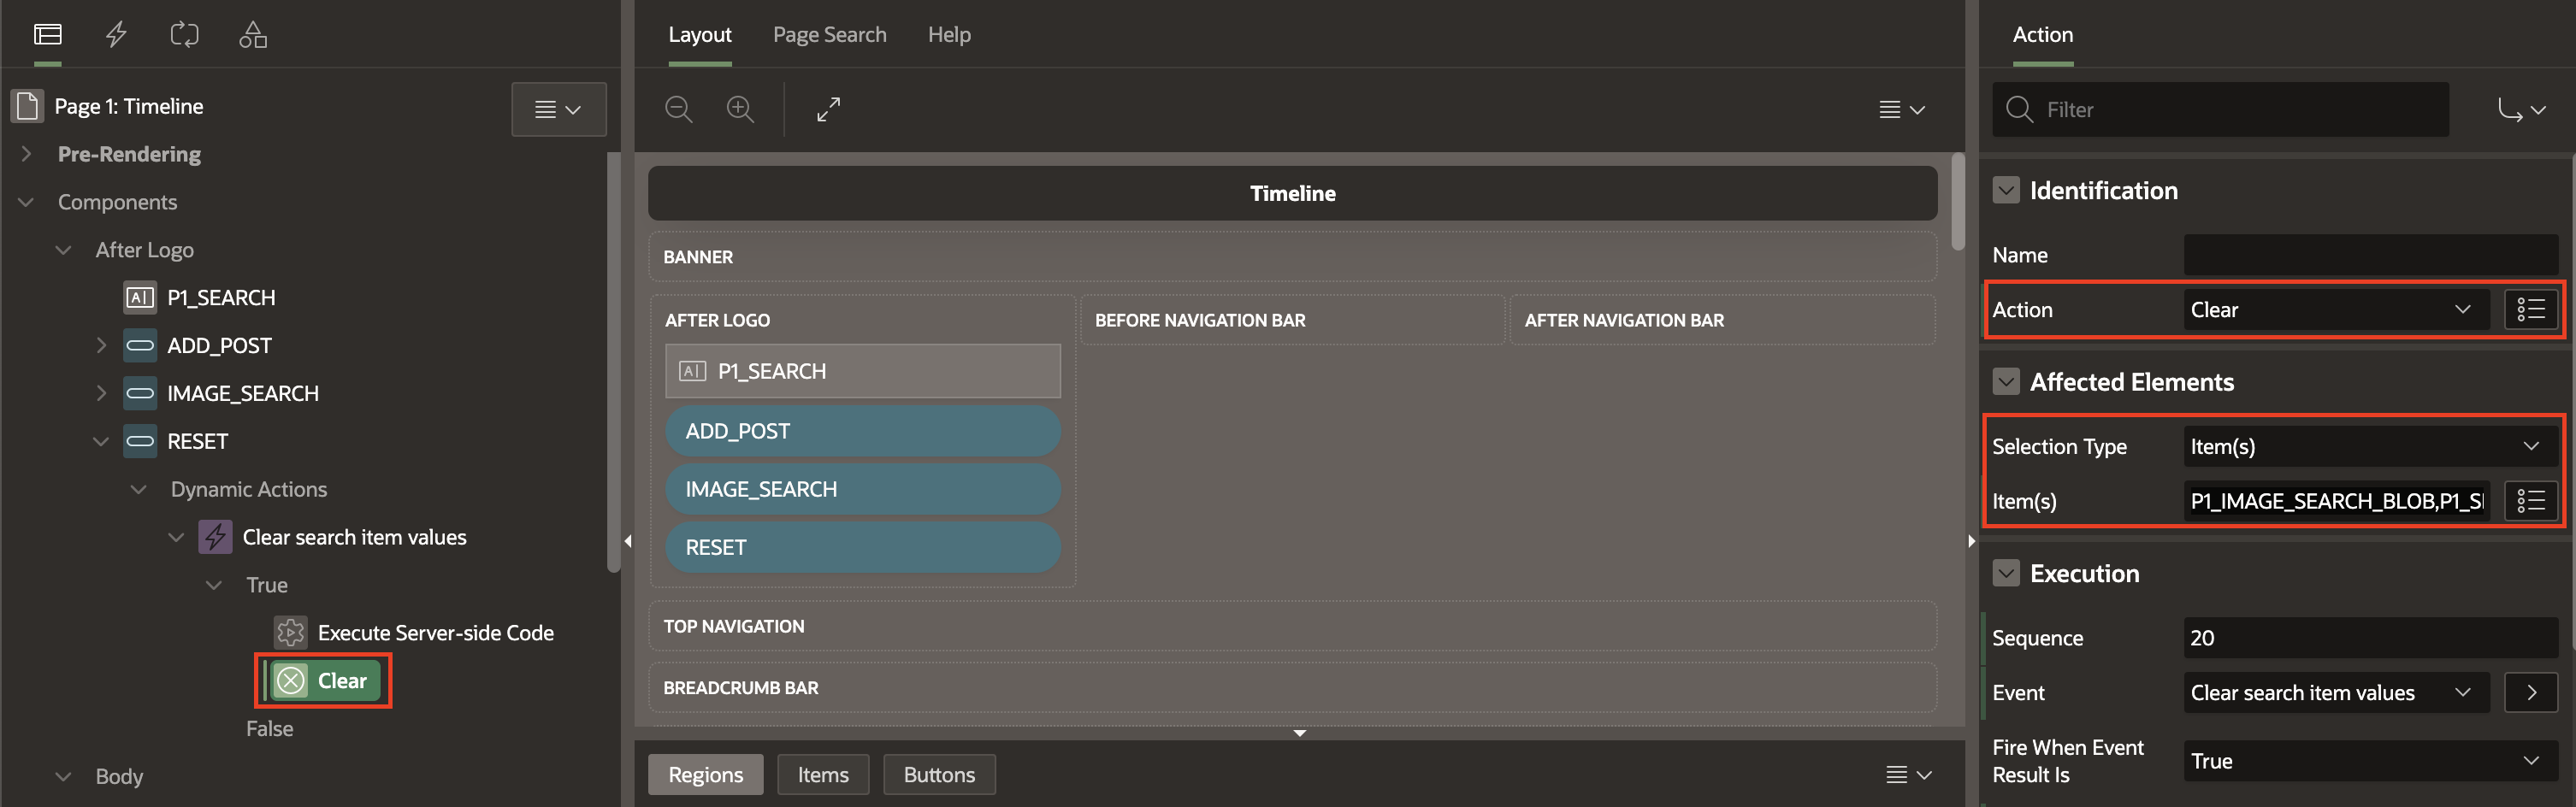 Page 1: Timeline
Pre-Rendering
Components
After Logo
P1_SEARCH
ADD_POST
IMAGE_SEARCH
RESET
Dynamic Actions
Clear search item values
True
Execute Server-side Code
Clear
False
Body
Layout Page Search Help
Timeline
BANNER
AFTER LOGO
P1_SEARCH
ADD_POST
IMAGE_SEARCH
RESET
BEFORE NAVIGATION BAR
AFTER NAVIGATION BAR
TOP NAVIGATION
BREADCRUMB BAR
Regions Items Buttons
Action
Filter
Identification
Name
Action Clear
Affected Elements
Selection Type Item(s)
Item(s) P1_IMAGE_SEARCH_BLOB,P1_SI
Execution
Sequence 20
Event Clear search item values
Fire When Event
Result Is True